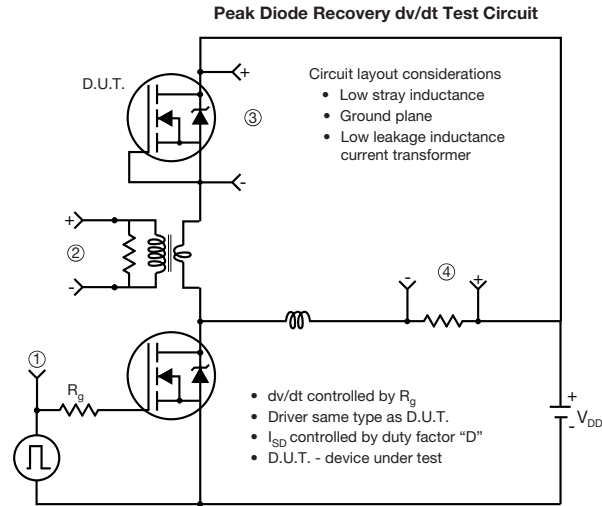 Peak Diode Recovery dv/dt Test Circuit
D.U.T.
+
③
-
Circuit layout considerations
• Low stray inductance
• Ground plane
• Low leakage inductance
current transformer
+
②
-
-
④
+
①
Rg
• dv/dt controlled by Rg
• Driver same type as D.U.T.
• ISD controlled by duty factor “D”
• D.U.T. - device under test
+
-
VDD